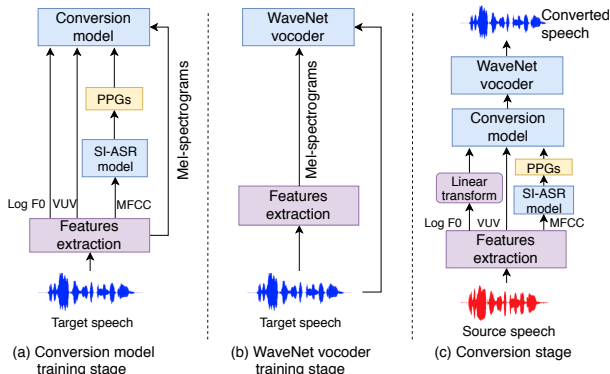 Conversion
model
PPGs
SI-ASR
model
Mel-spectrograms
Log F0
VUV
MFCC
Features
extraction
Target speech
(a) Conversion model
training stage
WaveNet
vocoder
Mel-spectrograms
Features
extraction
Target speech
(b) WaveNet vocoder
training stage
Converted
speech
WaveNet
vocoder
Conversion
model
PPGs
Linear
transform
SI-ASR
model
Log F0
VUV
MFCC
Features
extraction
Source speech
(c) Conversion stage